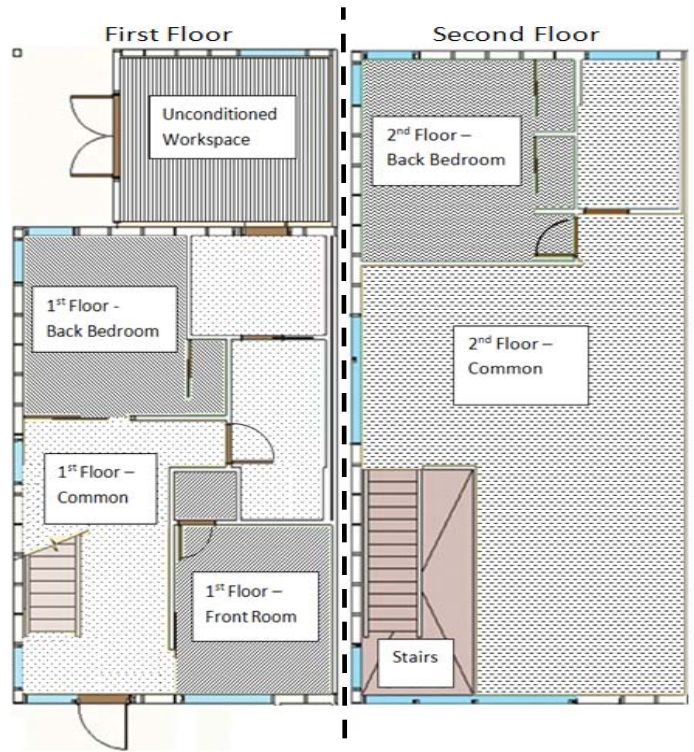 First Floor
Second Floor
Unconditioned
Workspace
2nd Floor –
Back Bedroom
1st Floor -
Back Bedroom
2nd Floor –
Common
1st Floor –
Common
1st Floor –
Front Room
Stairs